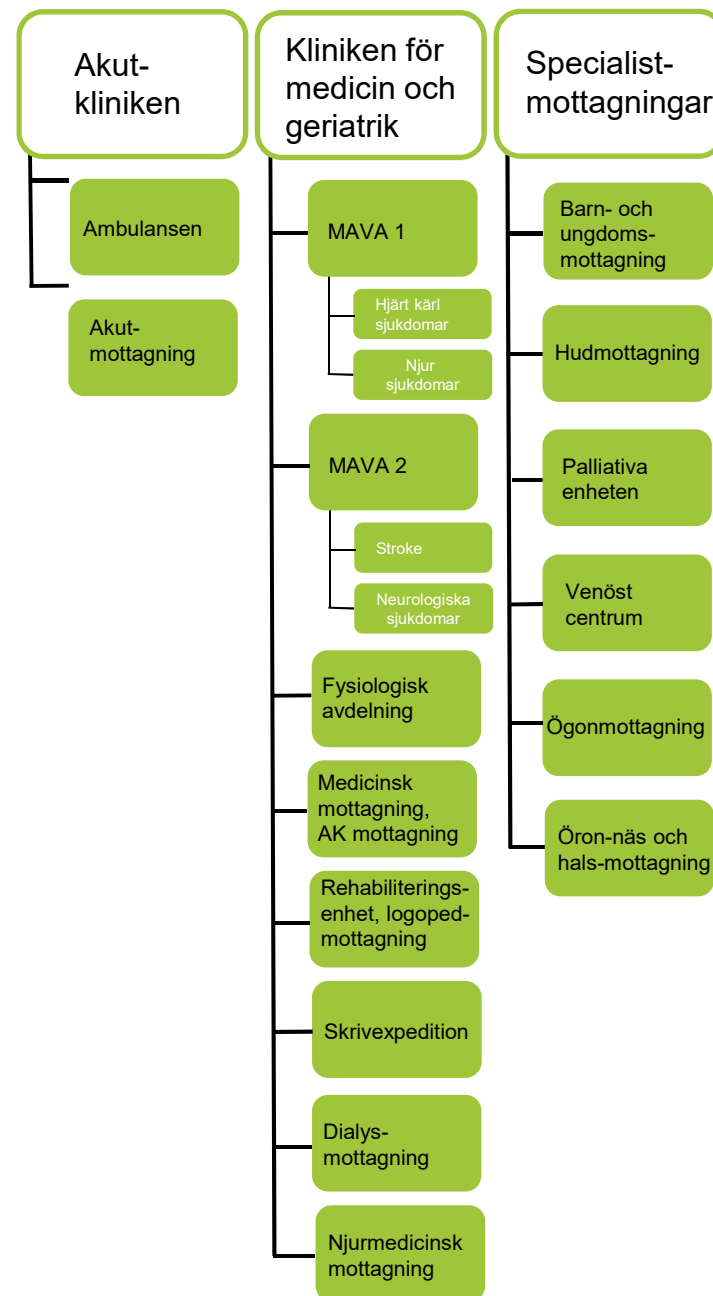 Akut-
kliniken
Ambulansen
Akut-
mottagning
Kliniken för
medicin och
geriatrik
MAVA 1
Hjärt kärl
sjukdomar
Njur
sjukdomar
MAVA 2
Stroke
Neurologiska
sjukdomar
Fysiologisk
avdelning
Medicinsk
mottagning,
AK mottagning
Rehabiliterings-
enhet, logoped-
mottagning
Skrivexpedition
Dialys-
mottagning
Njurmedicinsk
mottagning
Specialist-
mottagningar
Barn- och
ungdoms-
mottagning
Hudmottagning
Palliativa
enheten
Venöst
centrum
Ögonmottagning
Öron-näs och
hals-mottagning